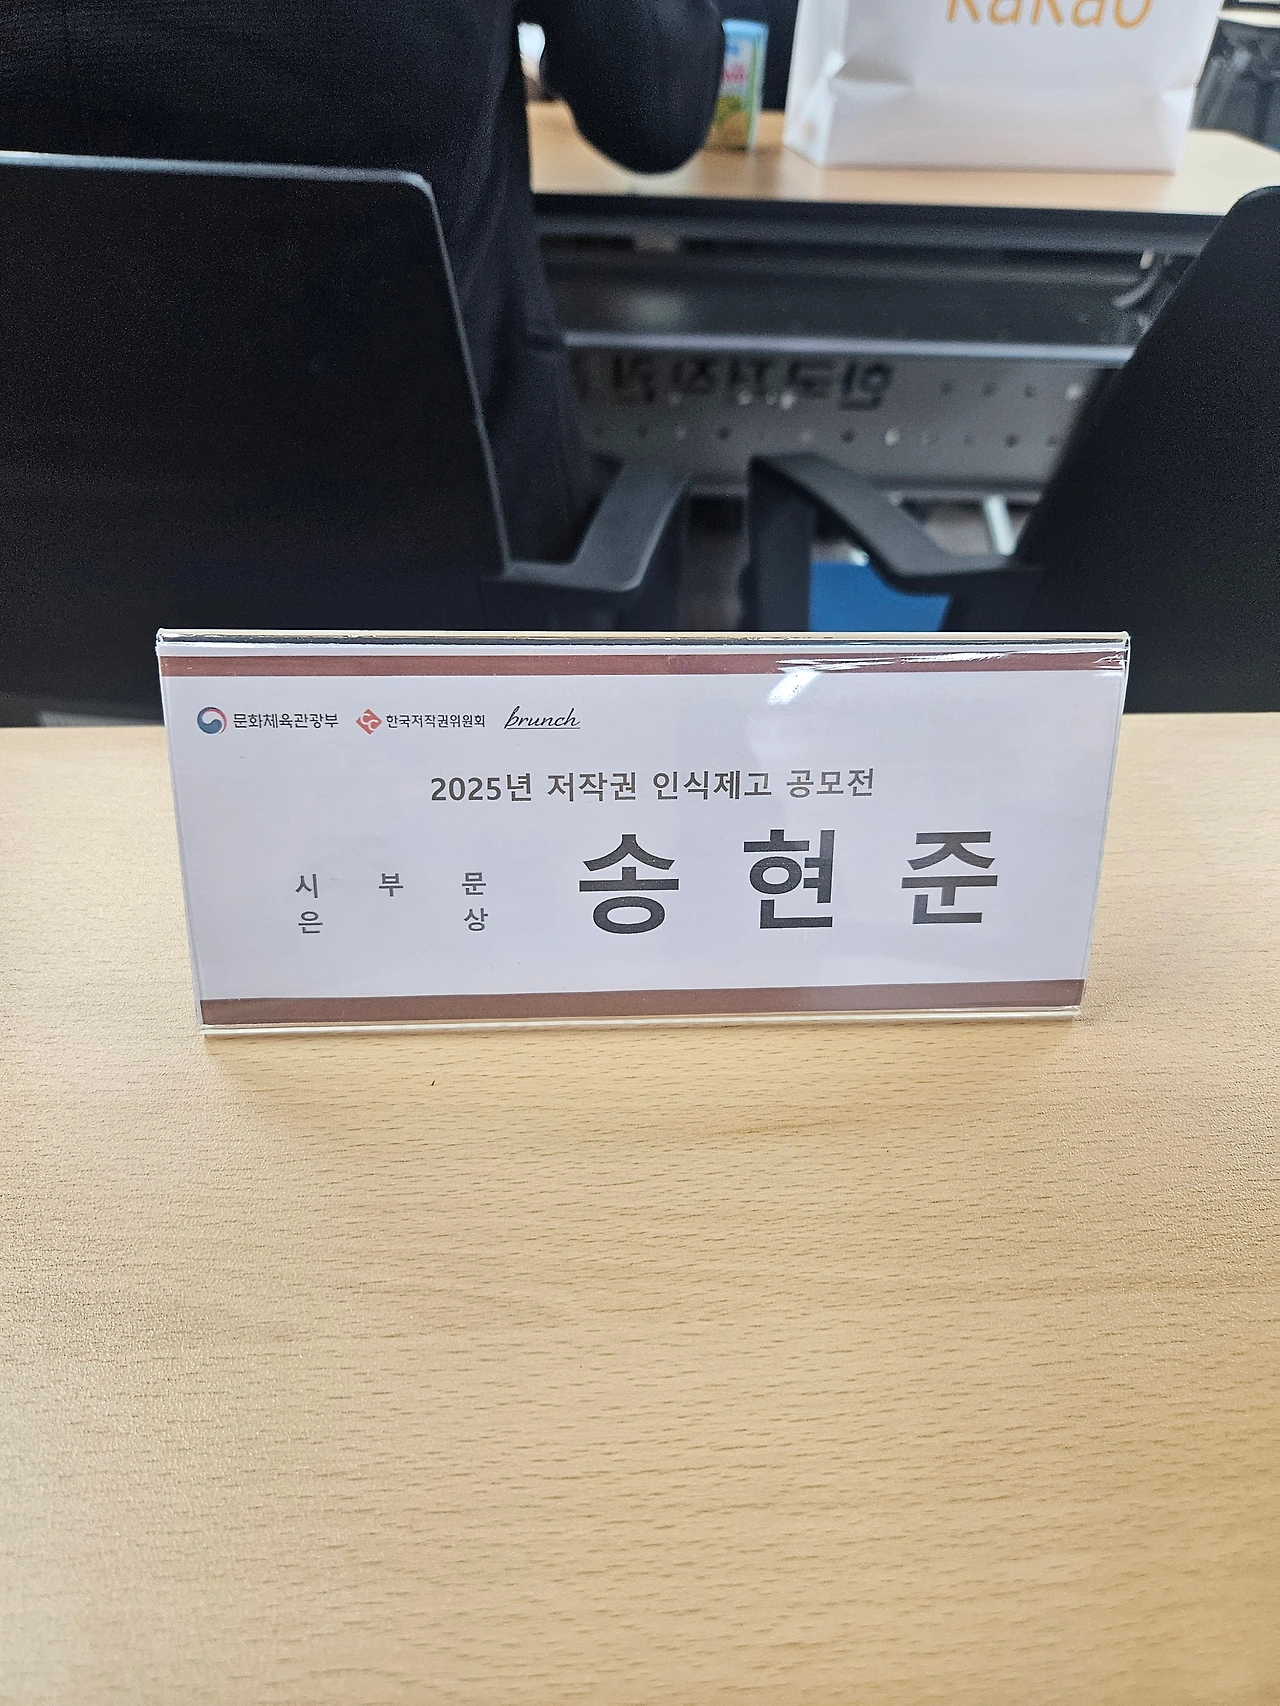 kakao
문화체육관광부 한국저작권위원회 brunch
2025년 저작권 인식제고 공모전
시 부 문
은 상
송 현 준